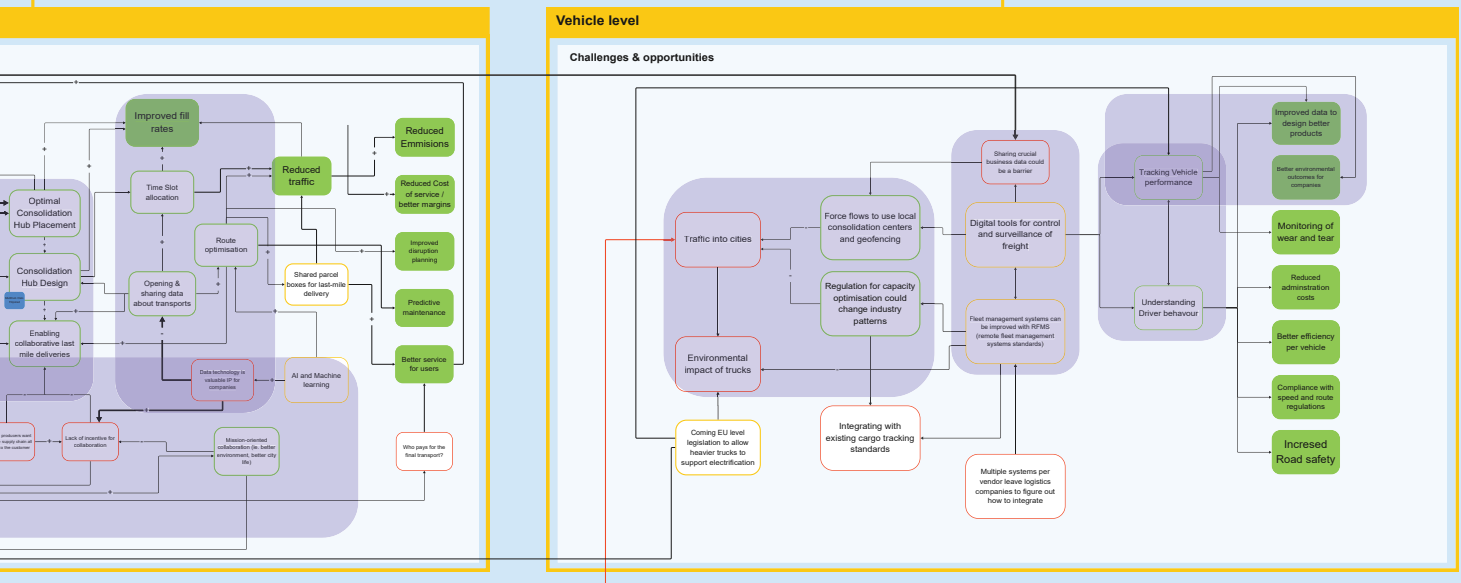 Vehicle level
Challenges & opportunities
Improved fill
rates
Reduced
Emmisions
Reduced
traffic
Time Slot
allocation
Reduced Cost
of service /
better margins
Optimal
Consolidation
Hub Placement
Route
optimisation
Improved
disruption
planning
Consolidation
Hub Design
Opening &
sharing data
about transports
Shared parcel
boxes for last-mile
delivery
Predictive
maintenance
Enabling
collaborative last
mile deliveries
Better service
for users
Data-technology is
valuable IP for
companies
AI and Machine
learning
producers want
supply chain all
to the customer
Lack of incentive for
collaboration
Mission-oriented
collaboration (ie. better
environment, better city
life)
Who pays for the
final transport?
Sharing crucial
business data could
be a barrier
Traffic into cities
Force flows to use local
consolidation centers
and geofencing
Digital tools for control
and surveillance of
freight
Regulation for capacity
optimisation could
change industry
patterns
Fleet management systems can
be improved with RFMS
(remote fleet management
systems standards)
Environmental
impact of trucks
Coming EU level
legislation to allow
heavier trucks to
support electrification
Integrating with
existing cargo tracking
standards
Multiple systems per
vendor leave logistics
companies to figure out
how to integrate
Tracking Vehicle
performance
Understanding
Driver behavour
Improved data to
design better
products
Better environmental
outcomes for
companies
Monitoring of
wear and tear
Reduced
adminstration
costs
Better efficiency
per vehicle
Compliance with
speed and route
regulations
Incresed
Road safety